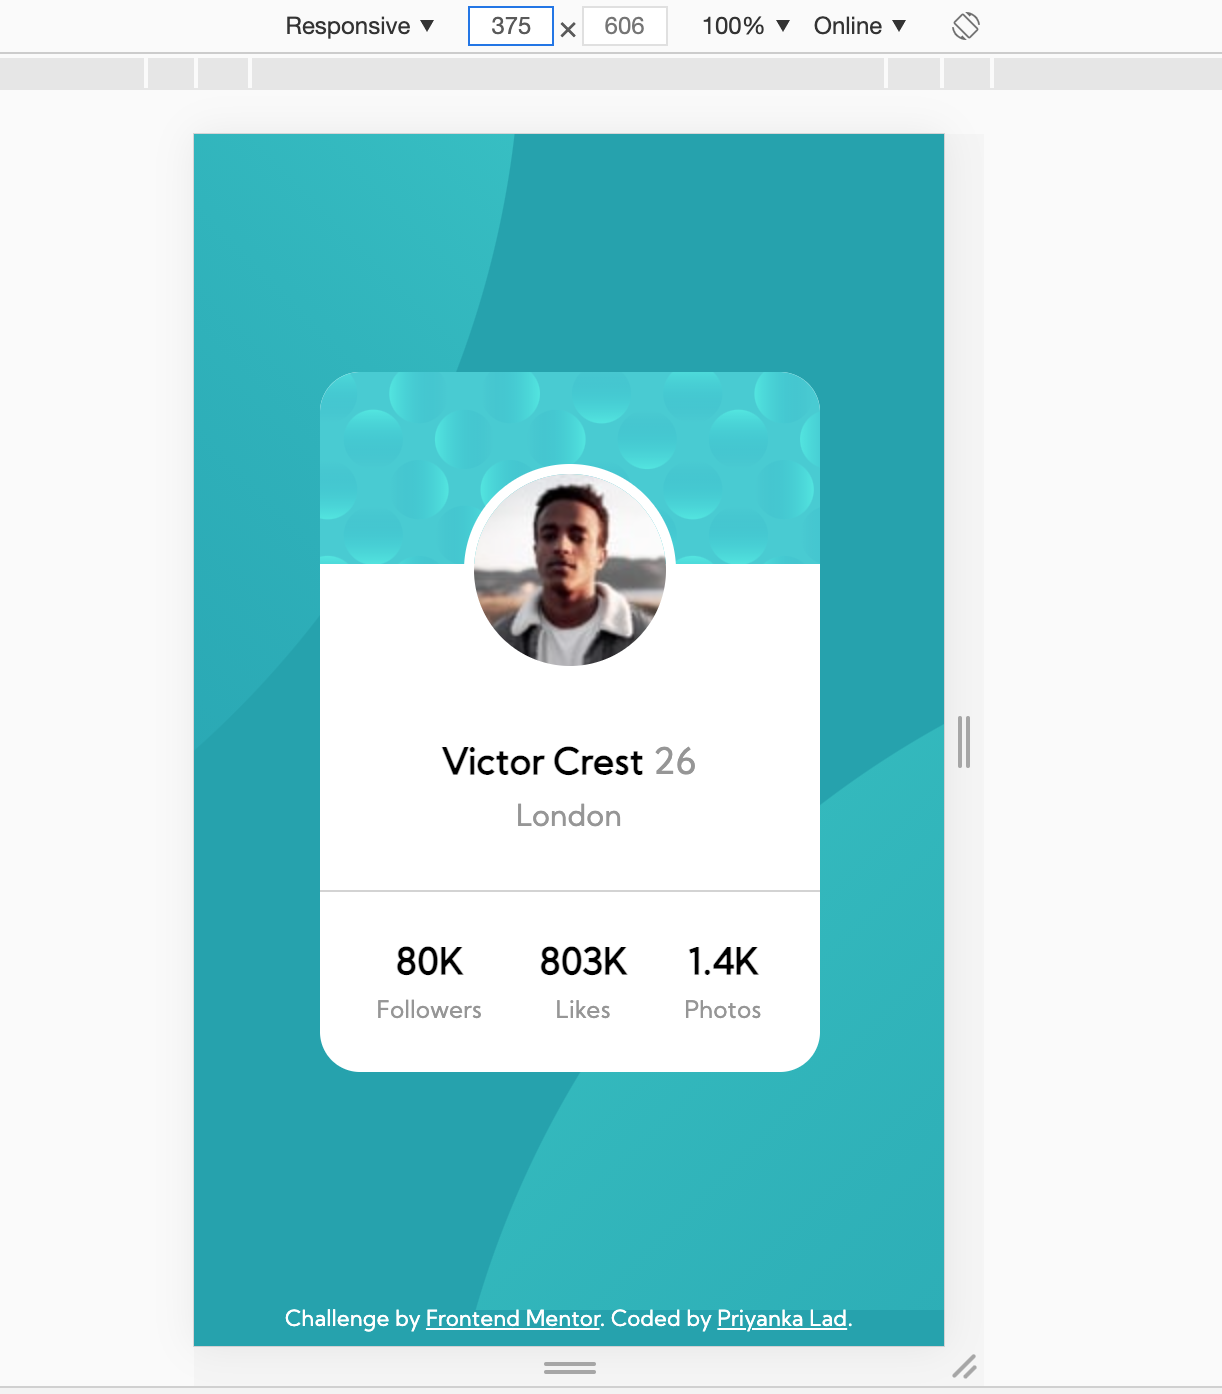 Responsive ▼ 375 × 606 100% ▼ Online ▼
Victor Crest 26
London
80K 803K 1.4K
Followers Likes Photos
Challenge by Frontend Mentor. Coded by Priyanka Lad.